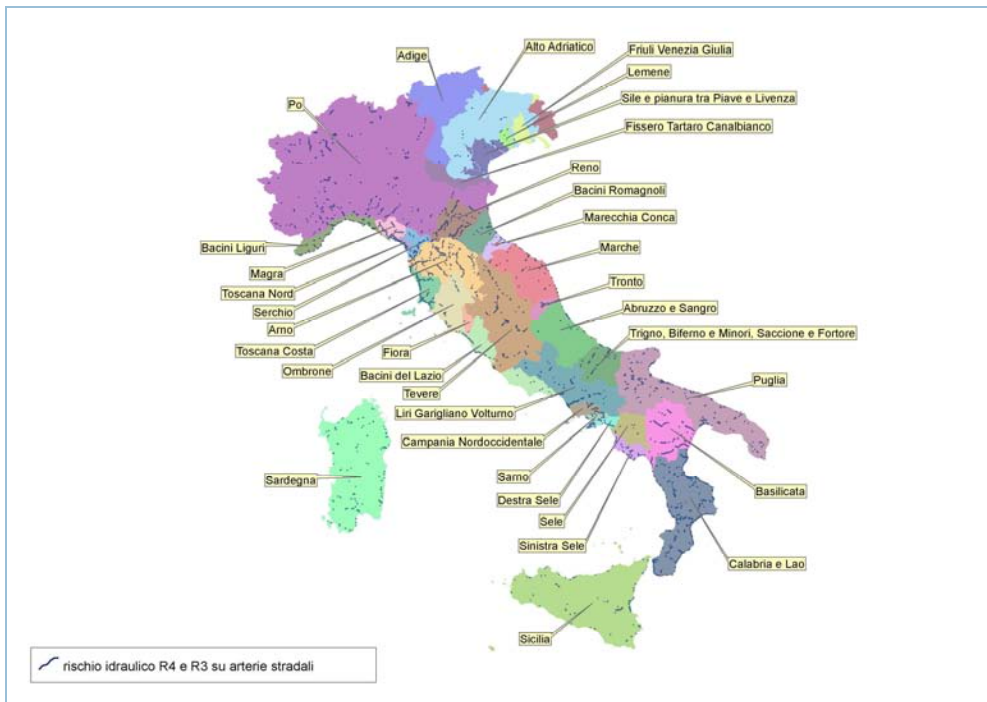 Alto Adriatico
Friuli Venezia Giulia
Adige
Lemene
Sile e pianura tra Piave e Livenza
Po
Fissero Tartaro Canalbianco
Reno
Bacini Romagnoli
Marecchia Conca
Bacini Liguri
Marche
Magra
Tronto
Toscana Nord
Serchio
Abruzzo e Sangro
Arno
Trigno, Biferno e Minori, Saccione e Fortore
Toscana Costa
Fiora
Ombrone
Bacini del Lazio
Puglia
Tevere
Liri Garigliano Volturno
Campania Nordoccidentale
Sarno
Sardegna
Basilicata
Destra Sele
Sele
Sinistra Sele
Calabria e Lao
Sicilia
rischio idraulico R4 e R3 su arterie stradali